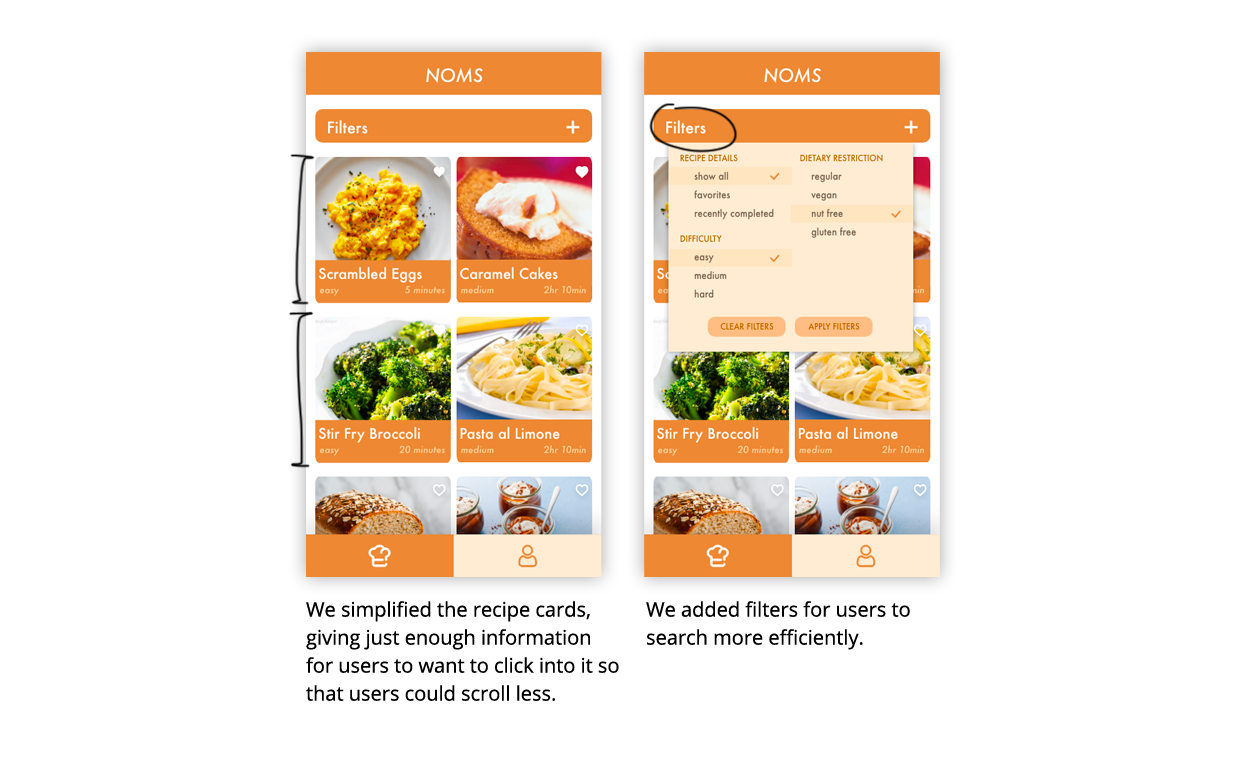 NOMS
Filters +
Scrambled Eggs
easy 5 minutes
Caramel Cakes
medium 2hr 10min
Stir Fry Broccoli
easy 20 minutes
Pasta al Limone
medium 2hr 10min
We simplified the recipe cards,
giving just enough information
for users to want to click into it so
that users could scroll less.
NOMS
Filters +
RECIPE DETAILS
show all
favorites
recently completed
DIFFICULTY
easy
medium
hard
DIETARY RESTRICTION
regular
vegan
nut free
gluten free
CLEAR FILTERS
APPLY FILTERS
Sc
ea
in
Stir Fry Broccoli
easy 20 minutes
Pasta al Limone
medium 2hr 10min
We added filters for users to
search more efficiently.